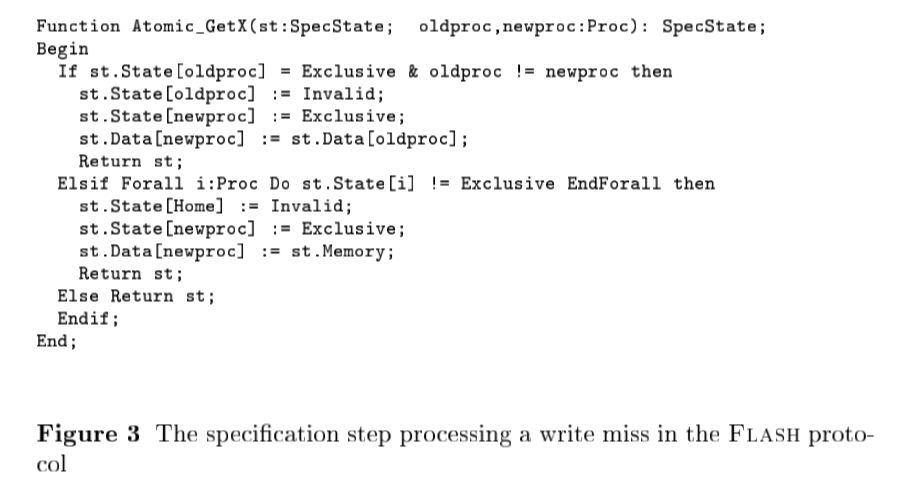 Function Atomic_GetX(st:SpecState;  oldproc,newproc:Proc): SpecState;
Begin
  If st.State[oldproc] = Exclusive & oldproc != newproc then
    st.State[oldproc] := Invalid;
    st.State[newproc] := Exclusive;
    st.Data[newproc] := st.Data[oldproc];
    Return st;
  Elsif Forall i:Proc Do st.State[i] != Exclusive EndForall then
    st.State[Home] := Invalid;
    st.State[newproc] := Exclusive;
    st.Data[newproc] := st.Memory;
    Return st;
  Else Return st;
  Endif;
End;
Figure 3  The specification step processing a write miss in the FLASH proto-
col